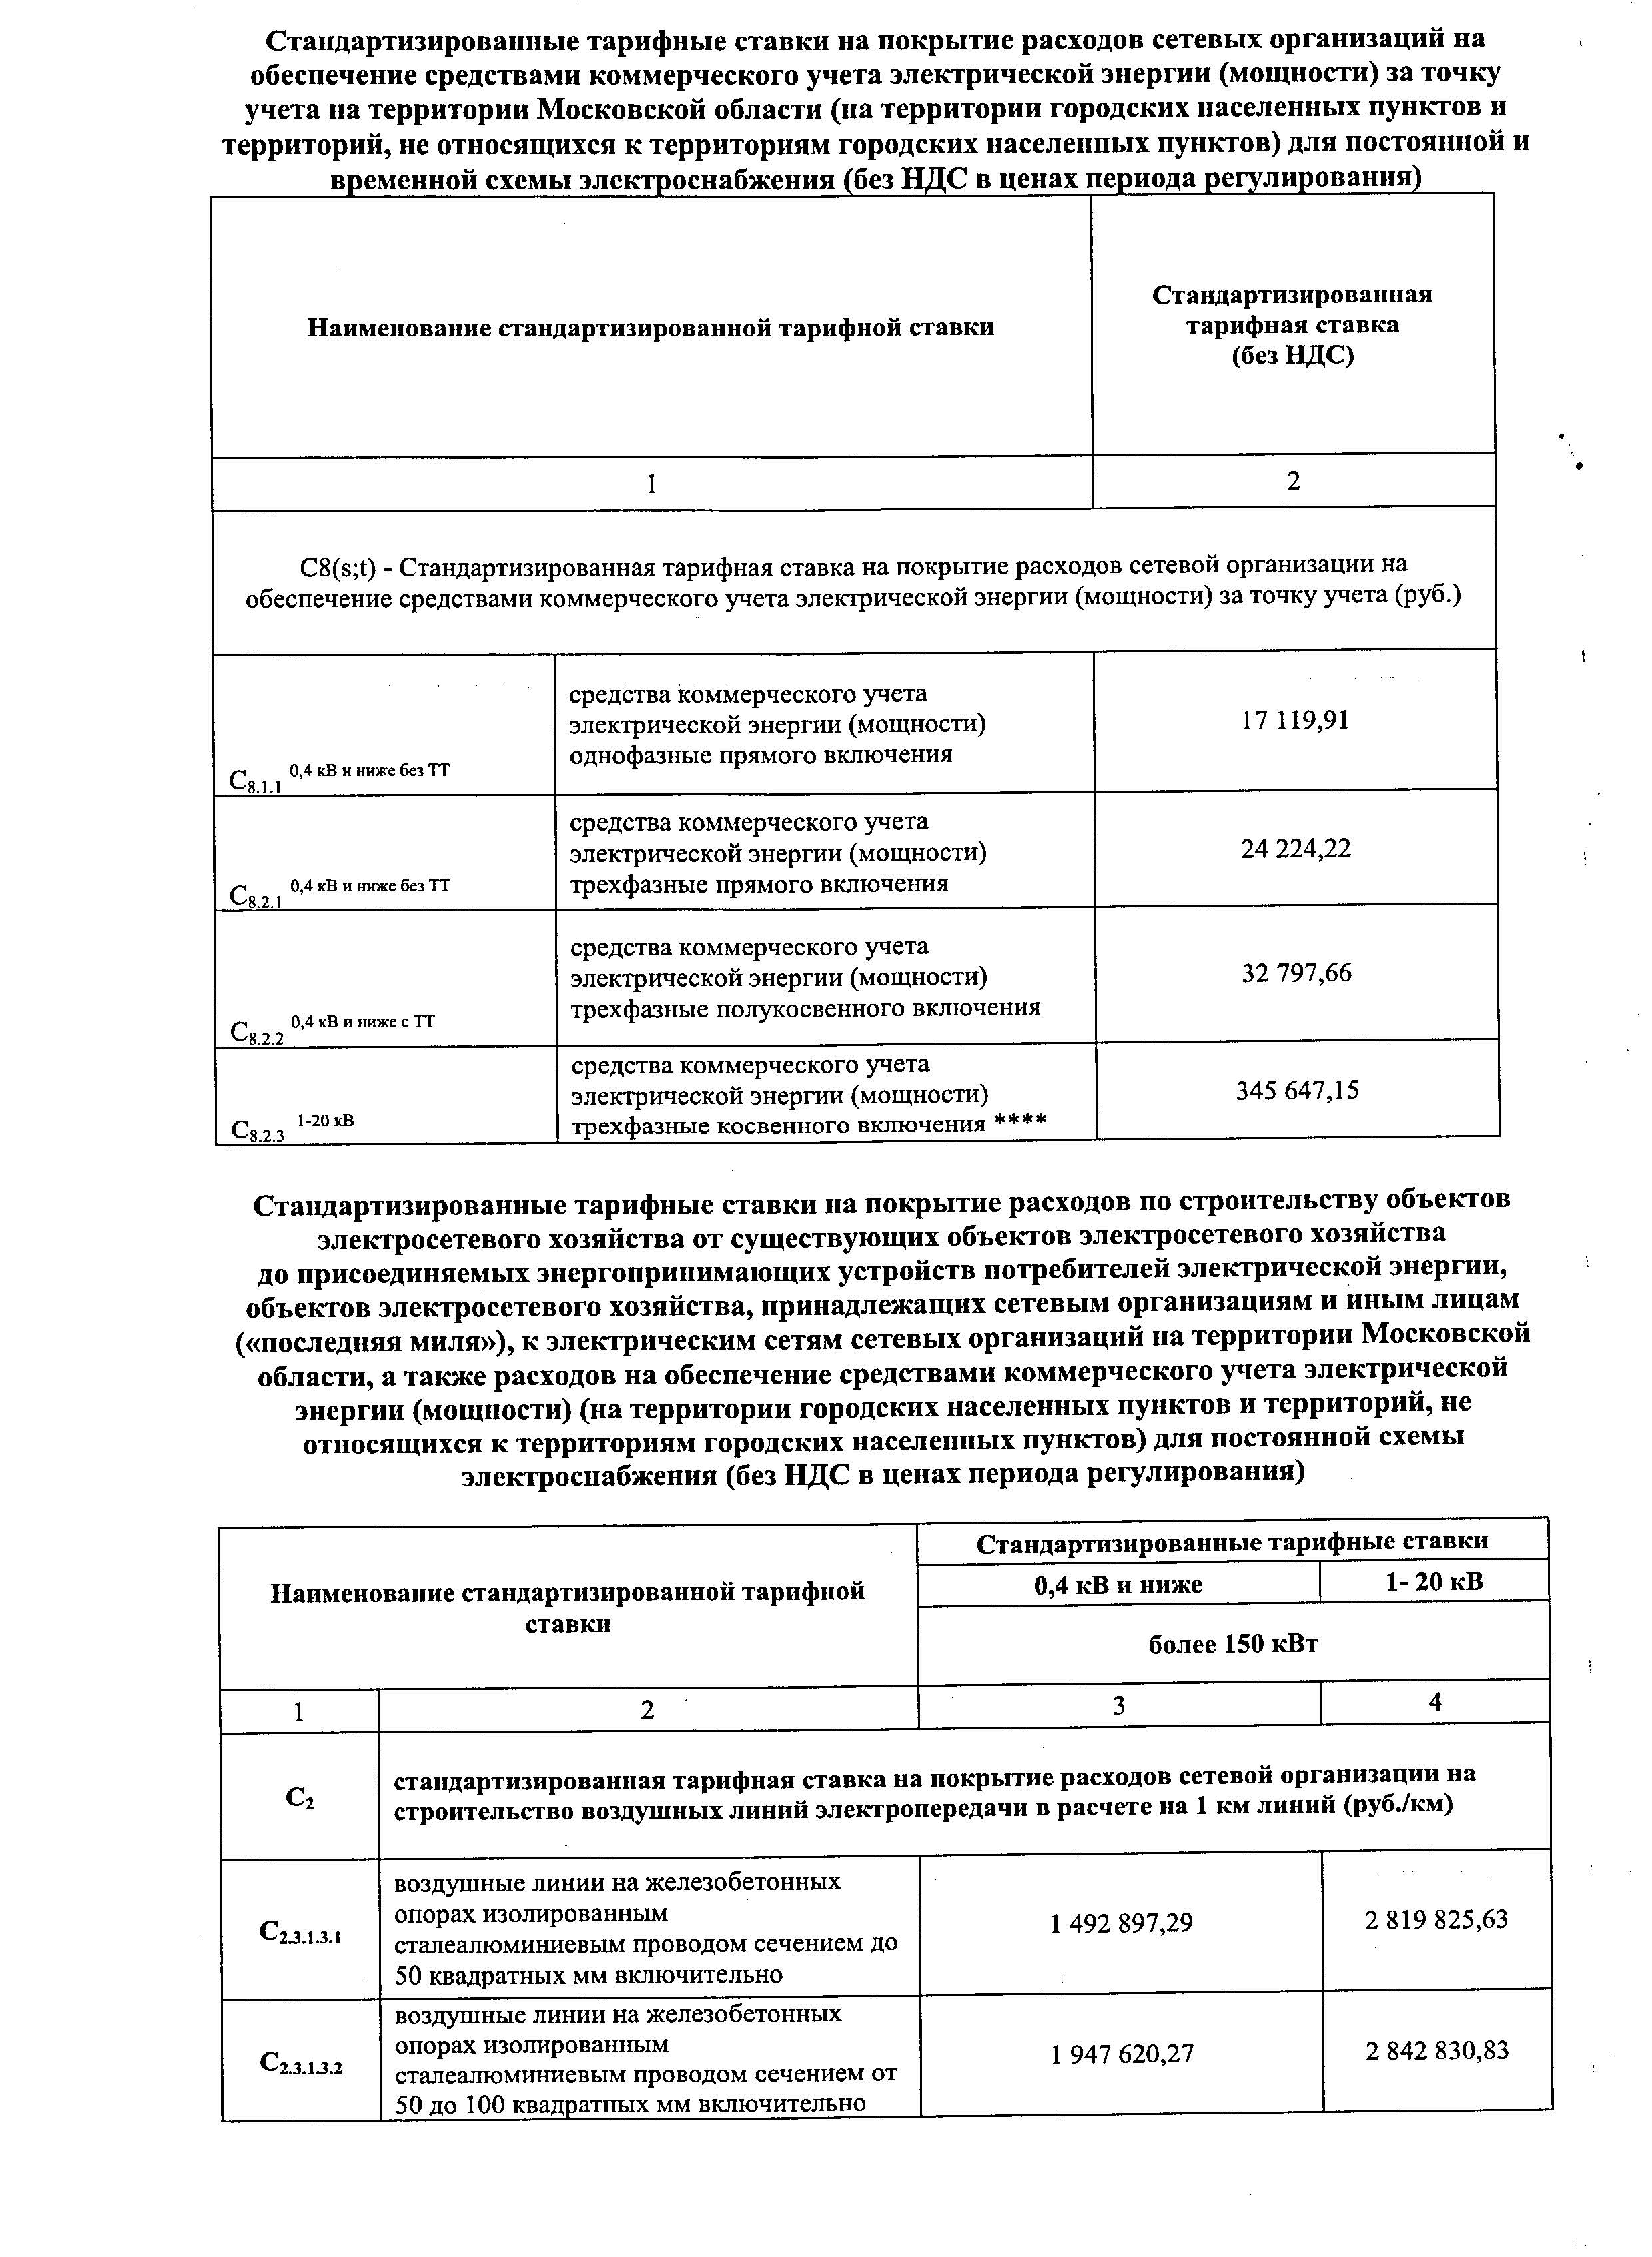 Стандартизированные тарифные ставки на покрытие расходов сетевых организаций на
обеспечение средствами коммерческого учета электрической энергии (мощности) за точку
учета на территории Московской области (на территории городских населенных пунктов и
территорий, не относящихся к территориям городских населенных пунктов) для постоянной и
временной схемы электроснабжения (без НДС в ценах периода регулирования)
Наименование стандартизированной тарифной ставки
Стандартизированная
тарифная ставка
(без НДС)
1
2
С8(s;t) - Стандартизированная тарифная ставка на покрытие расходов сетевой организации на
обеспечение средствами коммерческого учета электрической энергии (мощности) за точку учета (руб.)
С8.1.1 0,4 кВ и ниже без ТТ
средства коммерческого учета
электрической энергии (мощности)
однофазные прямого включения
17 119,91
С8.2.1 0,4 кВ и ниже без ТТ
средства коммерческого учета
электрической энергии (мощности)
трехфазные прямого включения
24 224,22
С8.2.2 0,4 кВ и ниже с ТТ
средства коммерческого учета
электрической энергии (мощности)
трехфазные полукосвенного включения
32 797,66
С8.2.3 1-20 кВ
средства коммерческого учета
электрической энергии (мощности)
трехфазные косвенного включения ****
345 647,15
Стандартизированные тарифные ставки на покрытие расходов по строительству объектов
электросетевого хозяйства от существующих объектов электросетевого хозяйства
до присоединяемых энергопринимающих устройств потребителей электрической энергии,
объектов электросетевого хозяйства, принадлежащих сетевым организациям и иным лицам
(«последняя миля»), к электрическим сетям сетевых организаций на территории Московской
области, а также расходов на обеспечение средствами коммерческого учета электрической
энергии (мощности) (на территории городских населенных пунктов и территорий, не
относящихся к территориям городских населенных пунктов) для постоянной схемы
электроснабжения (без НДС в ценах периода регулирования)
Наименование стандартизированной тарифной
ставки
Стандартизированные тарифные ставки
0,4 кВ и ниже
1- 20 кВ
более 150 кВт
1
2
3
4
С2
стандартизированная тарифная ставка на покрытие расходов сетевой организации на
строительство воздушных линий электропередачи в расчете на 1 км линий (руб./км)
С2.3.1.3.1
воздушные линии на железобетонных
опорах изолированным
сталеалюминиевым проводом сечением до
50 квадратных мм включительно
1 492 897,29
2 819 825,63
С2.3.1.3.2
воздушные линии на железобетонных
опорах изолированным
сталеалюминиевым проводом сечением от
50 до 100 квадратных мм включительно
1 947 620,27
2 842 830,83